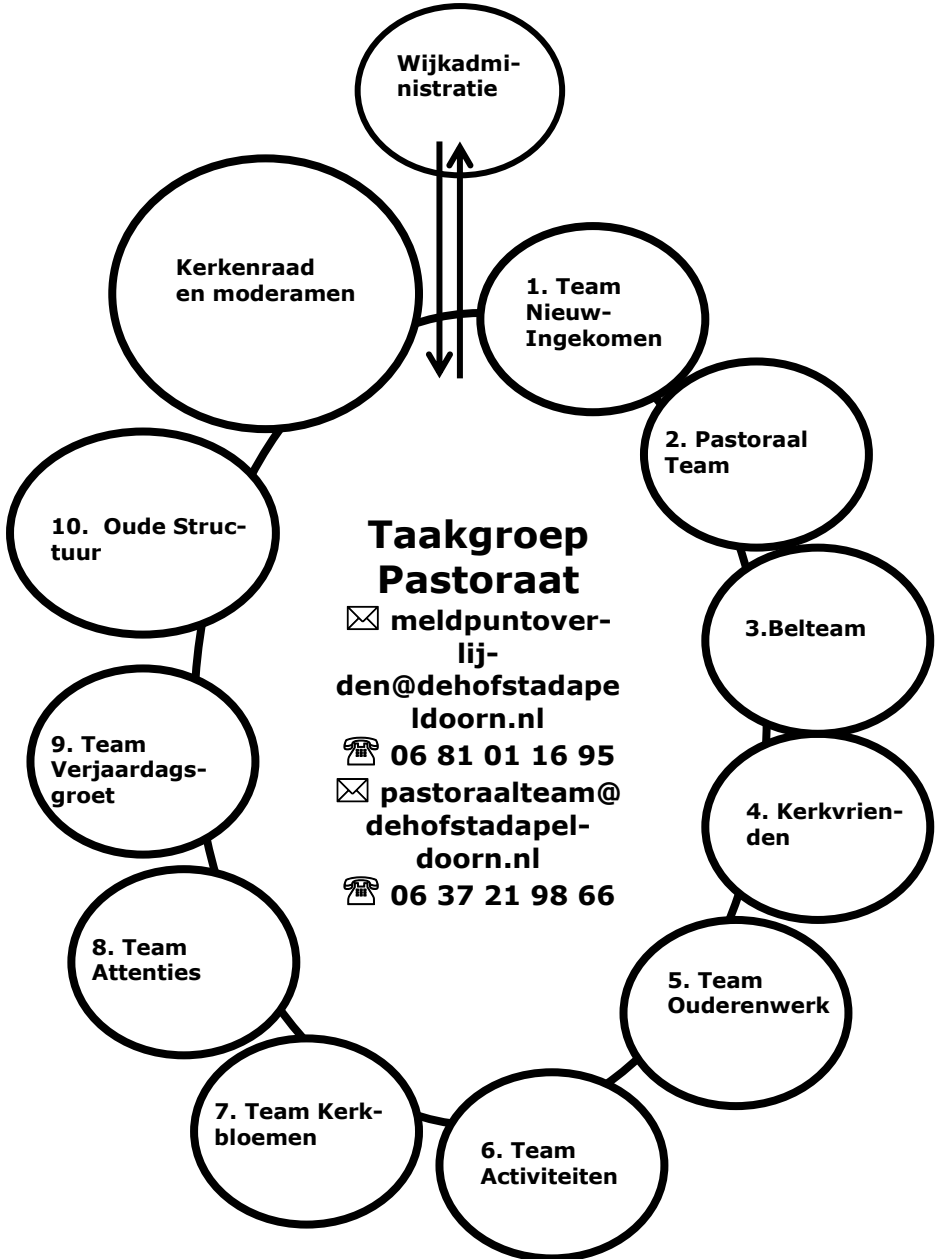 Wijkadmi-
nistratie
Kerkenraad
en moderamen
1. Team
Nieuw-
Ingekomen
2. Pastoraal
Team
3.Belteam
4. Kerkvrien-
den
5. Team
Ouderenwerk
6. Team
Activiteiten
7. Team Kerk-
bloemen
8. Team
Attenties
9. Team
Verjaardags-
groet
10. Oude Struc-
tuur
Taakgroep
Pastoraat
✉ meldpuntover-
lij-
den@dehofstadape
ldoorn.nl
☏ 06 81 01 16 95
✉ pastoraalteam@
dehofstadapel-
doorn.nl
☏ 06 37 21 98 66